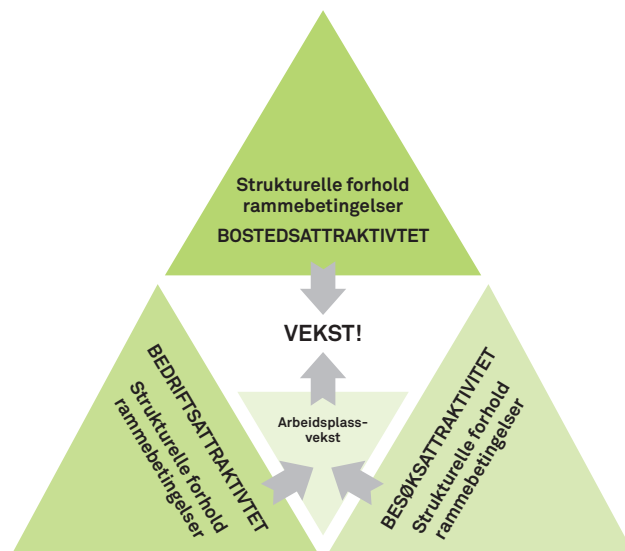 Strukturelle forhold
rammebetingelser
BOSTEDSATTRAKTIVTET
VEKST!
Arbeidsplass-
vekst
BEDRIFTSATTRAKTIVTET
Strukturelle forhold
rammebetingelser
BESØKSATTRAKTIVITET
Strukturelle forhold
rammebetingelser